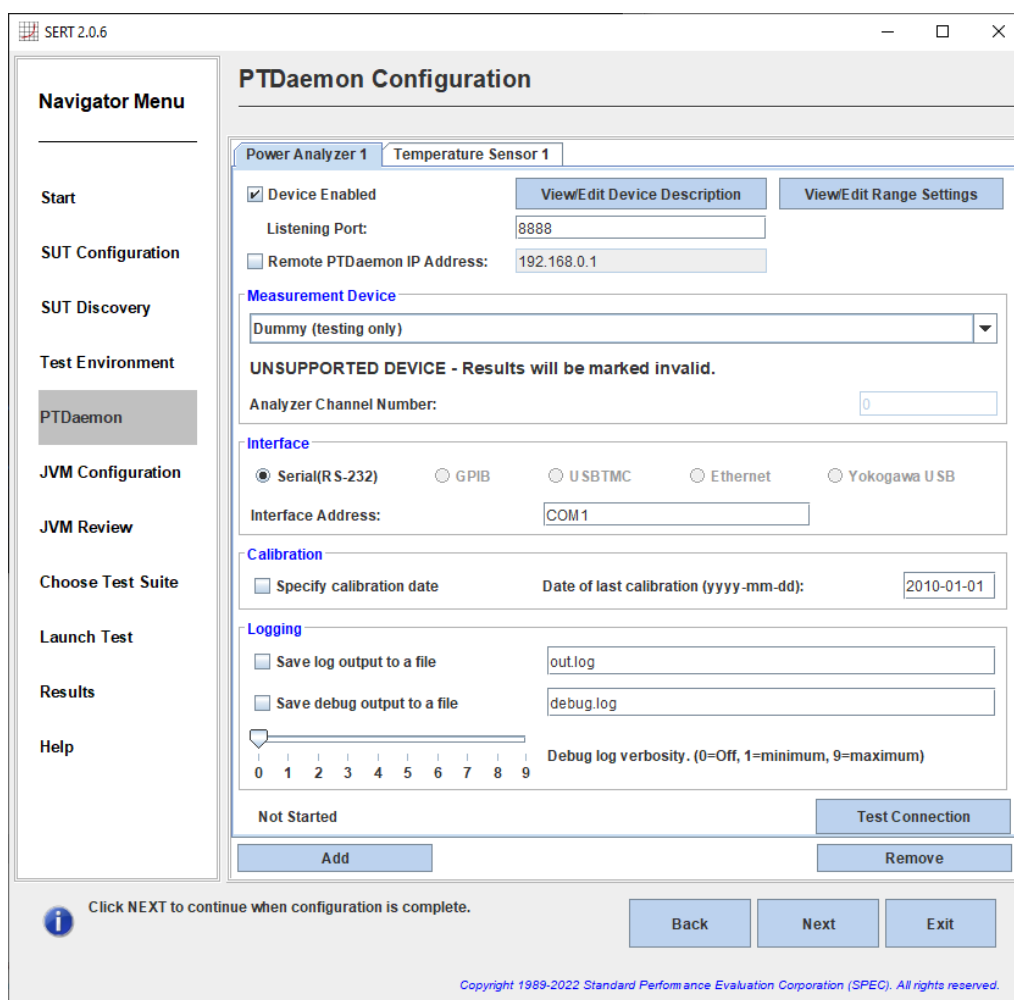 SERT 2.0.6
Navigator Menu
Start
SUT Configuration
SUT Discovery
Test Environment
PTDaemon
JVM Configuration
JVM Review
Choose Test Suite
Launch Test
Results
Help
PTDaemon Configuration
Power Analyzer 1 Temperature Sensor 1
Device Enabled View/Edit Device Description View/Edit Range Settings
Listening Port: 8888
Remote PTDaemon IP Address: 192.168.0.1
Measurement Device
Dummy (testing only)
UNSUPPORTED DEVICE - Results will be marked invalid.
Analyzer Channel Number: 0
Interface
Serial(RS-232) GPIB USBTMC Ethernet Yokogawa USB
Interface Address: COM1
Calibration
Specify calibration date Date of last calibration (yyyy-mm-dd): 2010-01-01
Logging
Save log output to a file out.log
Save debug output to a file debug.log
0 1 2 3 4 5 6 7 8 9 Debug log verbosity. (0=Off, 1=minimum, 9=maximum)
Not Started Test Connection
Add Remove
Click NEXT to continue when configuration is complete.
Back Next Exit
Copyright 1989-2022 Standard Performance Evaluation Corporation (SPEC). All rights reserved.